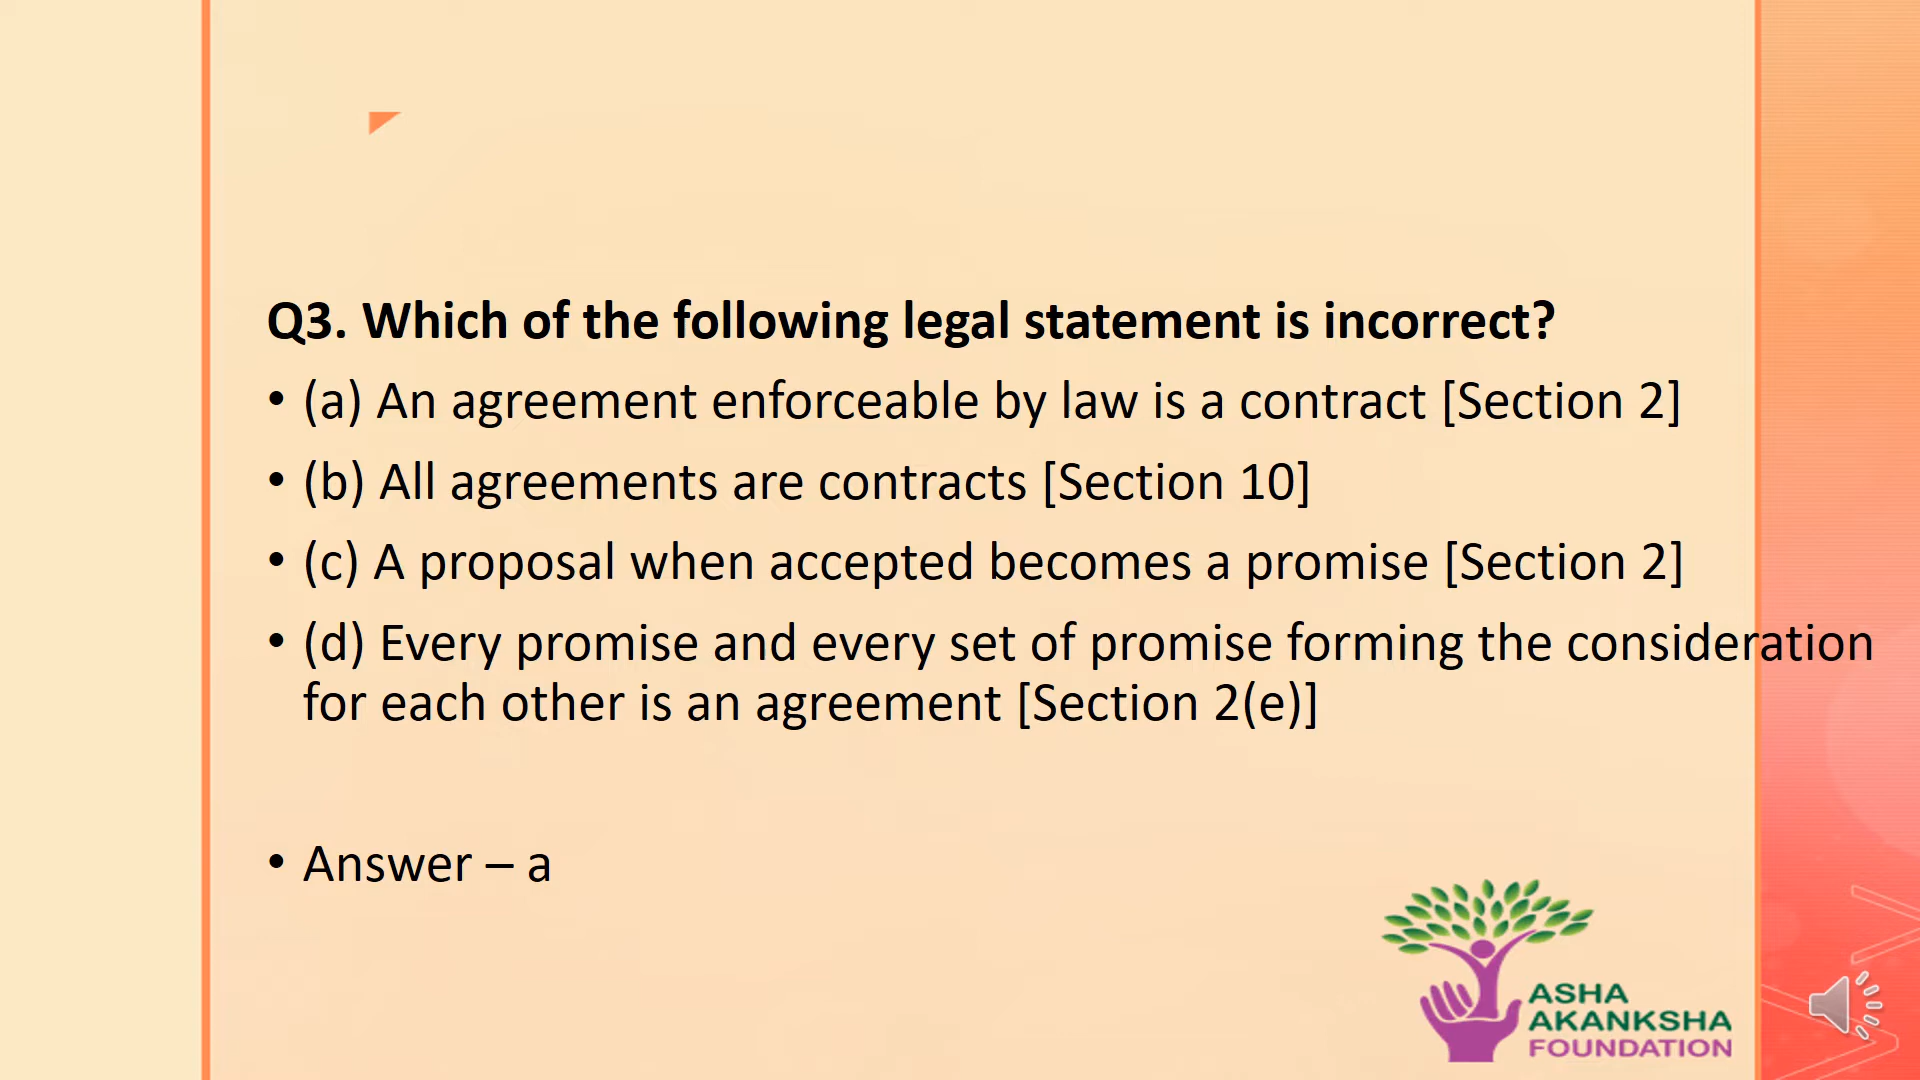 Q3. Which of the following legal statement is incorrect?
• (a) An agreement enforceable by law is a contract [Section 2]
• (b) All agreements are contracts [Section 10]
• (c) A proposal when accepted becomes a promise [Section 2]
• (d) Every promise and every set of promise forming the consideration
for each other is an agreement [Section 2(e)]
• Answer – a
ASHA
AKANKSHA
FOUNDATION